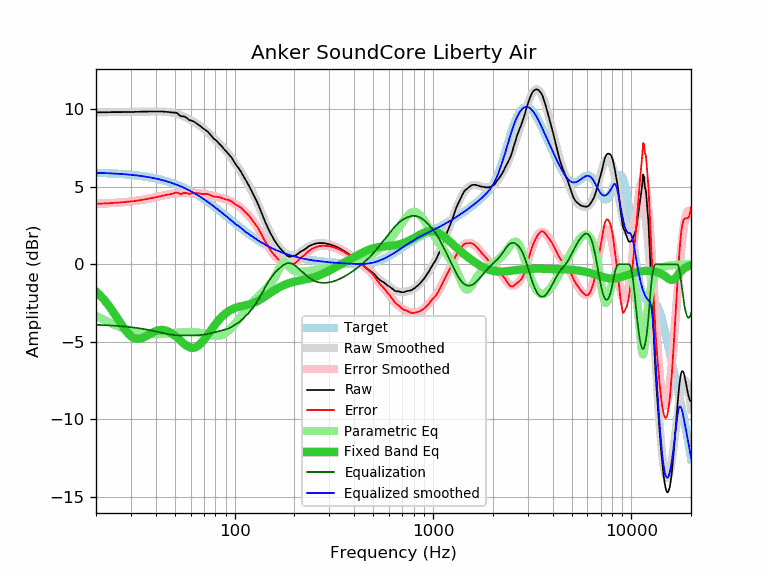 Anker SoundCore Liberty Air
Amplitude (dBr)
10
5
0
−5
−10
−15
Target
Raw Smoothed
Error Smoothed
Raw
Error
Parametric Eq
Fixed Band Eq
Equalization
Equalized smoothed
100 1000 10000
Frequency (Hz)